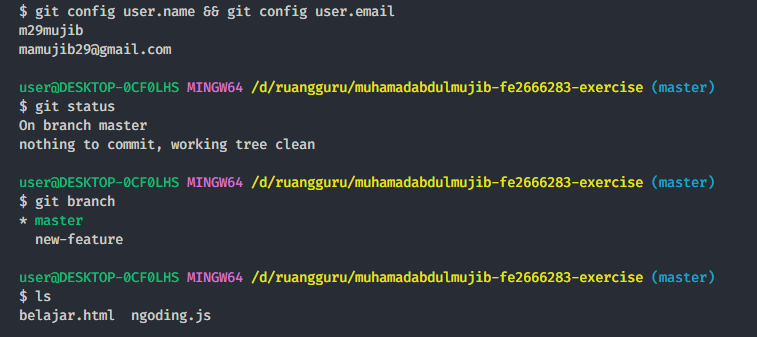 $ git config user.name && git config user.email
m29mujib
mamujib29@gmail.com
user@DESKTOP-0CF0LHS MINGW64 /d/ruangguru/muhamadabdulmujib-fe2666283-exercise (master)
$ git status
On branch master
nothing to commit, working tree clean
user@DESKTOP-0CF0LHS MINGW64 /d/ruangguru/muhamadabdulmujib-fe2666283-exercise (master)
$ git branch
* master
new-feature
user@DESKTOP-0CF0LHS MINGW64 /d/ruangguru/muhamadabdulmujib-fe2666283-exercise (master)
$ ls
belajar.html  ngoding.js